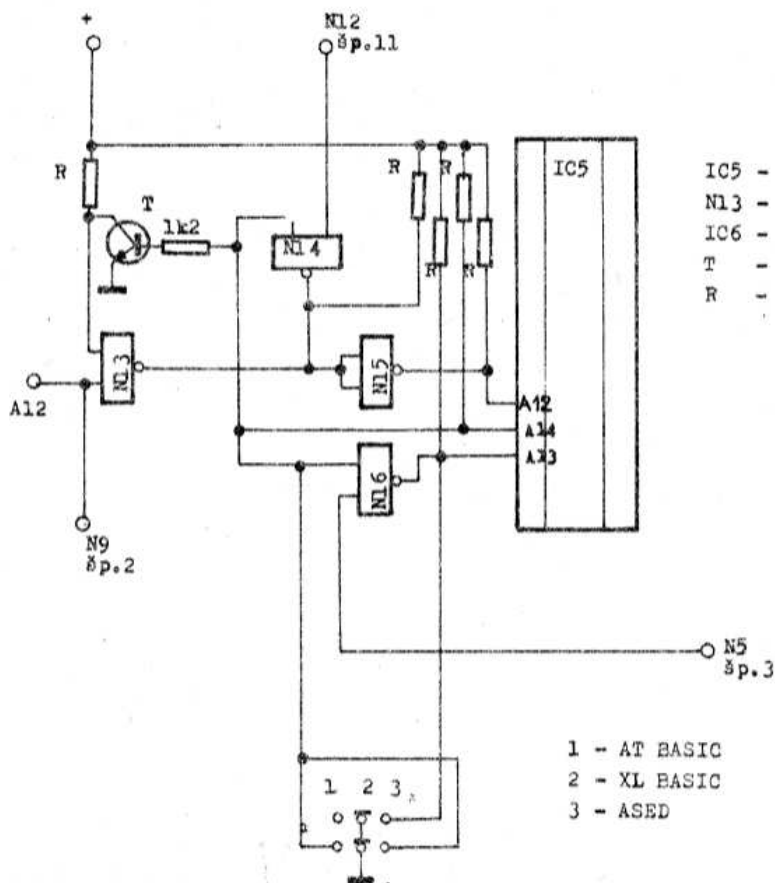 +
N12
šp.11
R
T
1k2
N14
R
R
R
R
IC5
IC5 -
N13 -
IC6 -
T -
R -
N13
N15
A12
A12
A14
A13
N16
N9
šp.2
N5
šp.3
1 2 3
1 - AT BASIC
2 - XL BASIC
3 - ASED